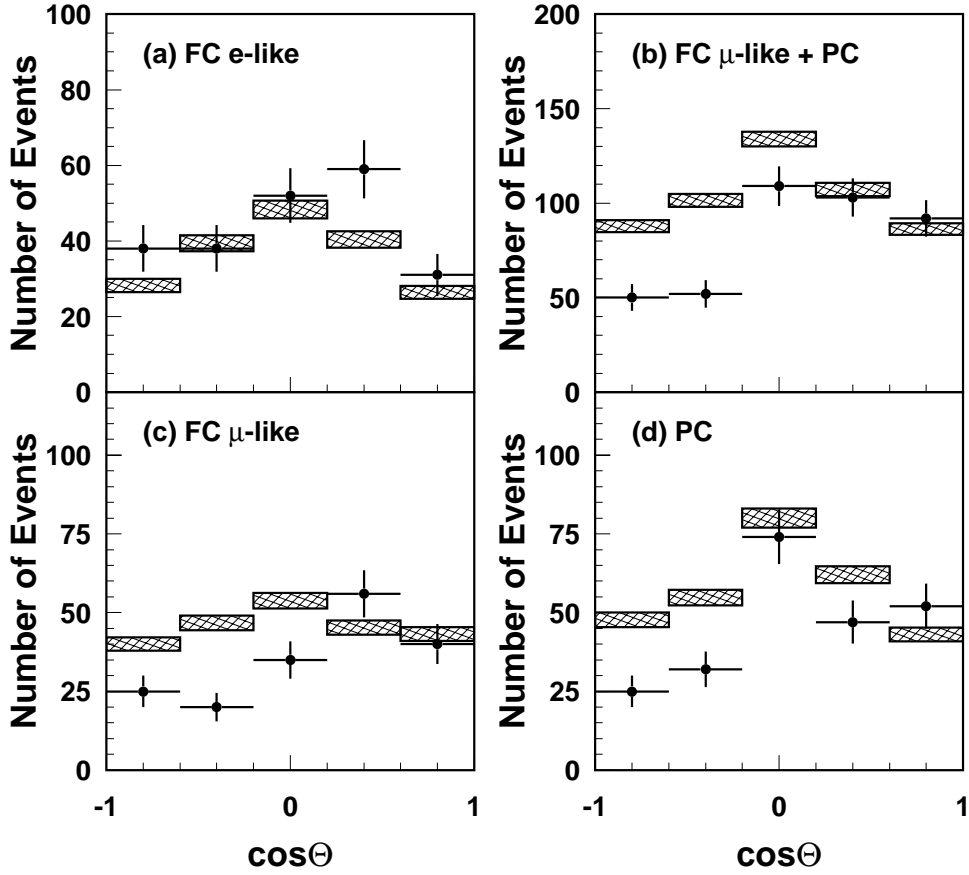 100
80
60
40
20
0
Number of Events
(a) FC e-like
200
150
100
50
0
Number of Events
(b) FC μ-like + PC
100
75
50
25
0
Number of Events
(c) FC μ-like
-1
0
1
cosΘ
100
75
50
25
0
Number of Events
(d) PC
-1
0
1
cosΘ